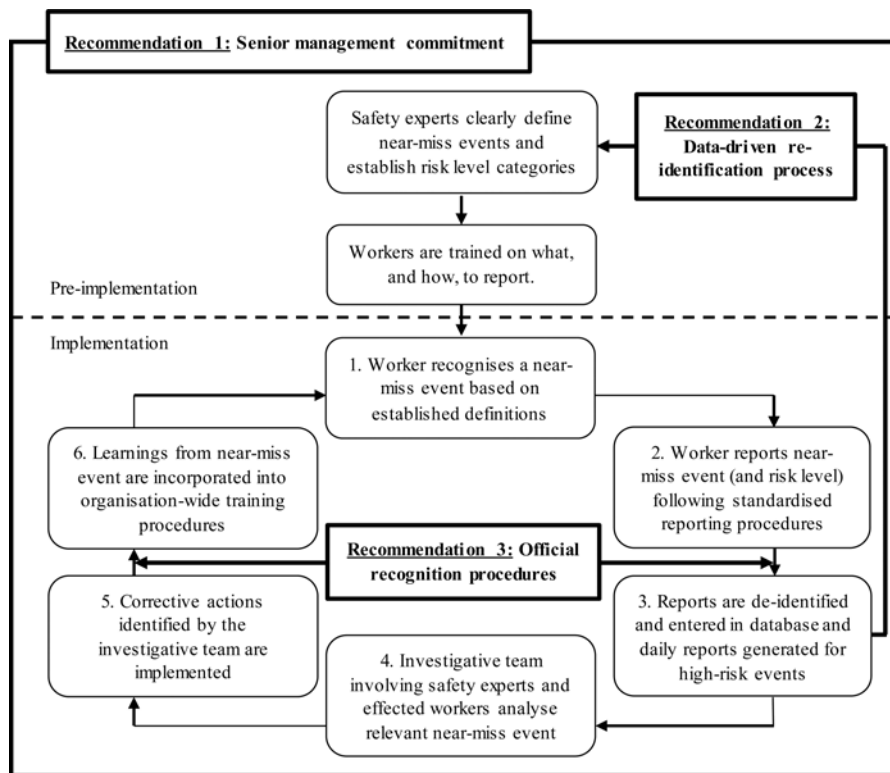 Recommendation 1: Senior management commitment
Safety experts clearly define
near-miss events and
establish risk level categories
Recommendation 2:
Data-driven re-
identification process
Workers are trained on what,
and how, to report.
Pre-implementation
Implementation
1. Worker recognises a near-
miss event based on
established definitions
2. Worker reports near-
miss event (and risk level)
following standardised
reporting procedures
3. Reports are de-identified
and entered in database and
daily reports generated for
high-risk events
4. Investigative team
involving safety experts and
effected workers analyse
relevant near-miss event
5. Corrective actions
identified by the
investigative team are
implemented
6. Learnings from near-miss
event are incorporated into
organisation-wide training
procedures
Recommendation 3: Official
recognition procedures